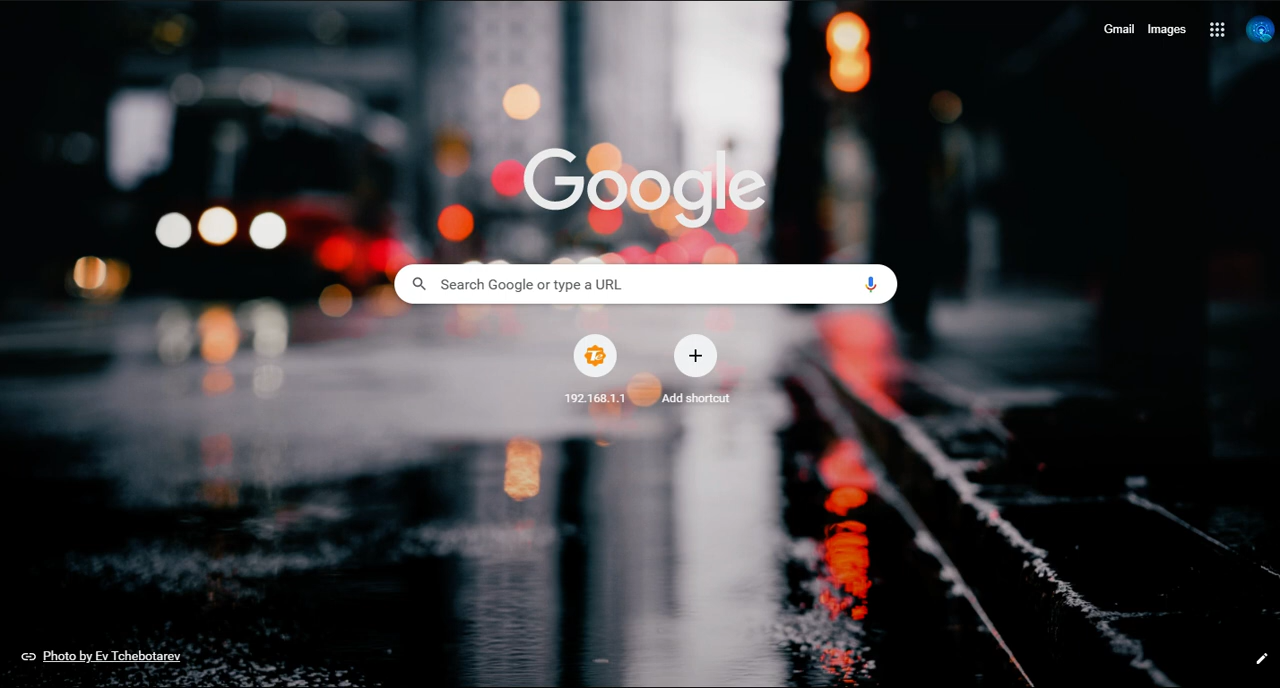 Gmail Images
Google
Search Google or type a URL
192.168.1.1 Add shortcut
Photo by Ev Tchebotarev